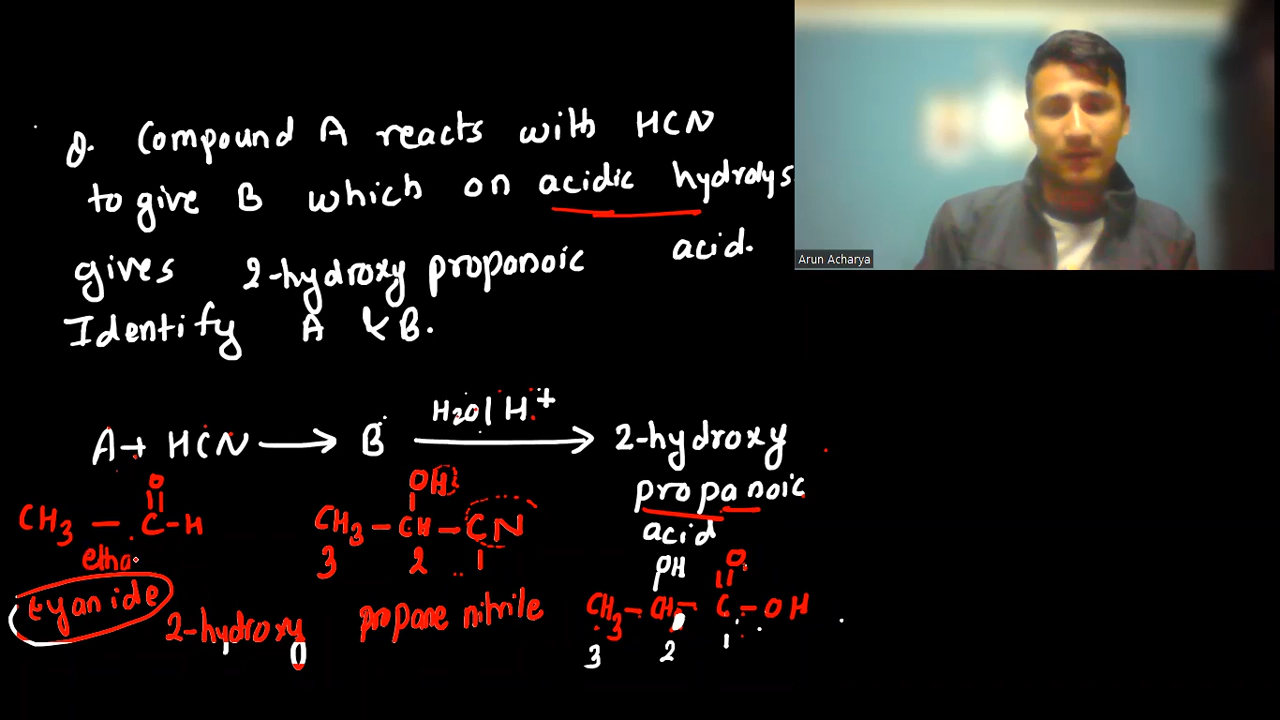 Q. Compound A reacts with HCN
to give B which on acidic hydrolys
gives 2-hydroxy propanoic acid.
Identify A & B.
Arun Acharya
A + HCN → B H2O/H+ → 2-hydroxy
propanoic
acid
CH3 - C - H
O
etha
OH
CH3 - CH - CN
3 2 1
cyanide
2-hydroxy propane nitrile
OH O
CH3 - CH - C - OH
3 2 1